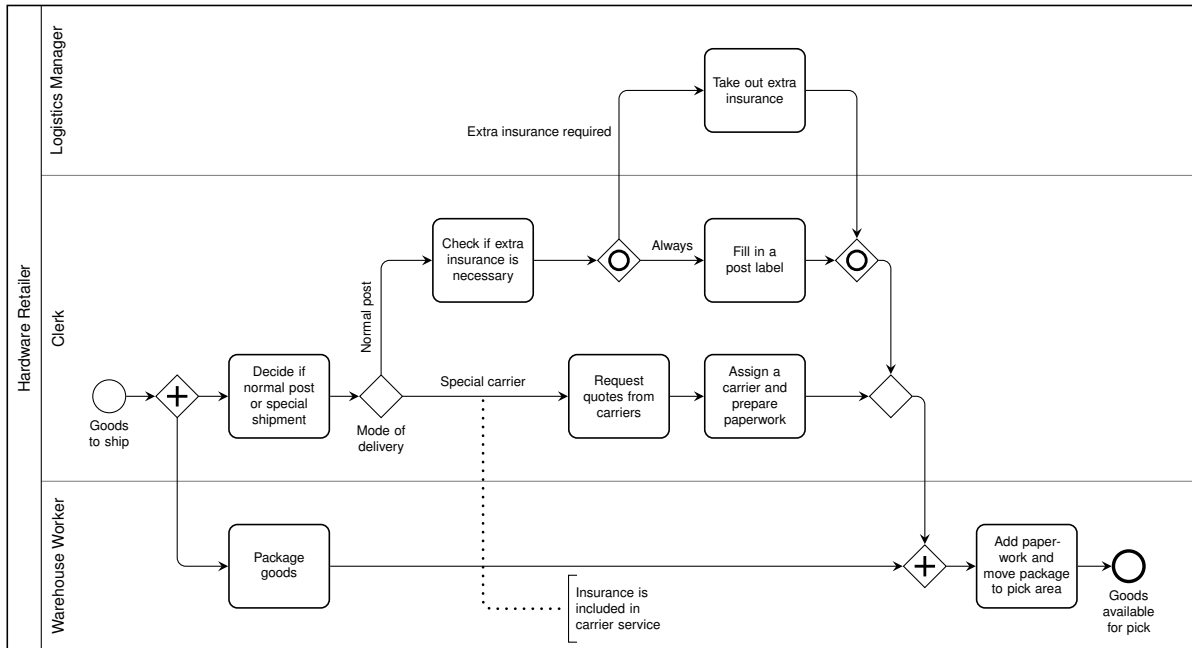 Hardware Retailer
Logistics Manager
Clerk
Warehouse Worker
Take out extra
insurance
Extra insurance required
Check if extra
insurance is
necessary
Always
Fill in a
post label
Normal post
Goods
to ship
Decide if
normal post
or special
shipment
Mode of
delivery
Special carrier
Request
quotes from
carriers
Assign a
carrier and
prepare
paperwork
Package
goods
Insurance is
included in
carrier service
Add paper-
work and
move package
to pick area
Goods
available
for pick